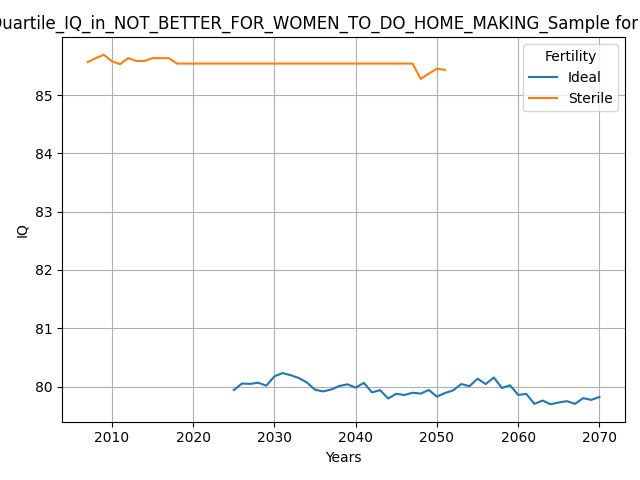 uartile_IQ_in_NOT_BETTER_FOR_WOMEN_TO_DO_HOME_MAKING_Sample for
Fertility
Ideal
Sterile
85
84
83
82
81
80
IQ
2010 2020 2030 2040 2050 2060 2070
Years